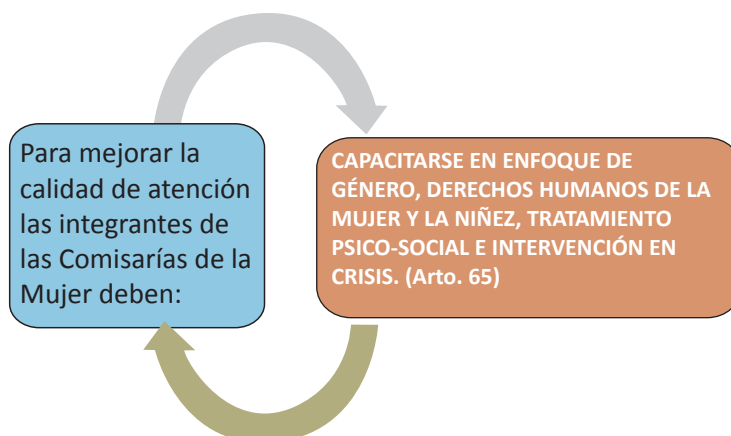 Para mejorar la
calidad de atención
las integrantes de
las Comisarías de la
Mujer deben:
CAPACITARSE EN ENFOQUE DE
GÉNERO, DERECHOS HUMANOS DE LA
MUJER Y LA NIÑEZ, TRATAMIENTO
PSICO-SOCIAL E INTERVENCIÓN EN
CRISIS. (Arto. 65)